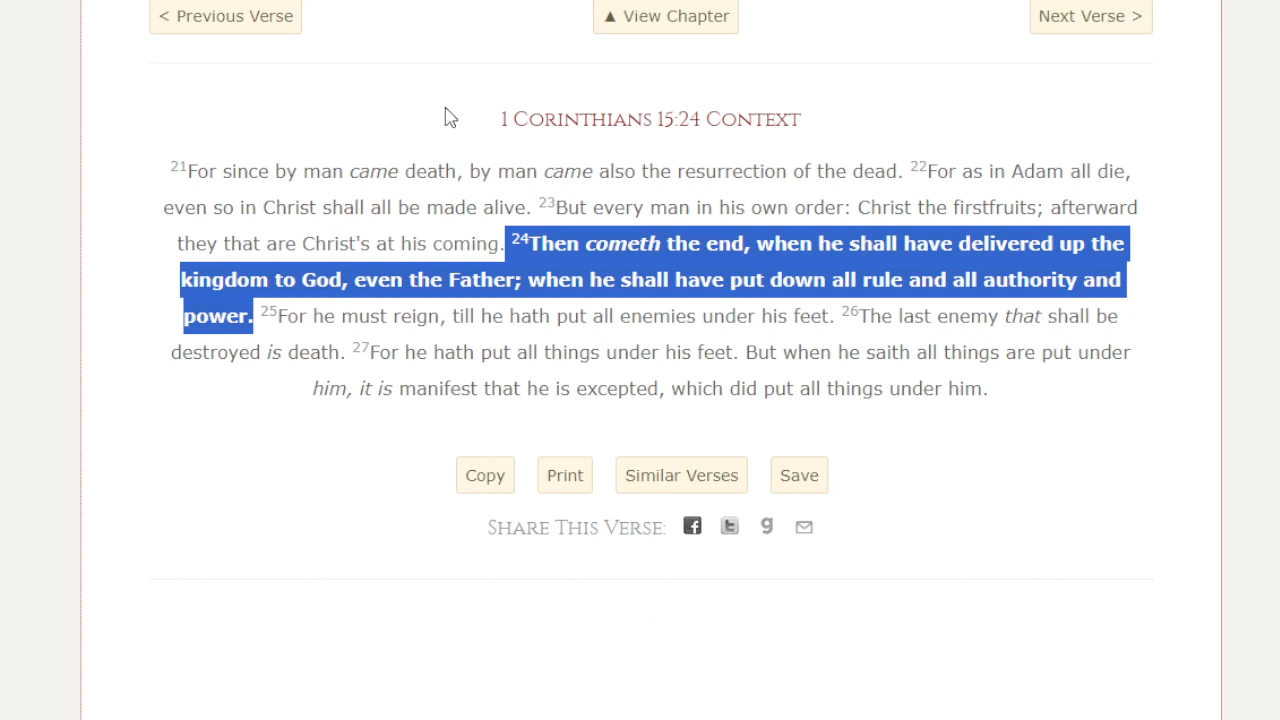 < Previous Verse ▲ View Chapter Next Verse >
1 Corinthians 15:24 Context
21For since by man came death, by man came also the resurrection of the dead. 22For as in Adam all die,
even so in Christ shall all be made alive. 23But every man in his own order: Christ the firstfruits; afterward
they that are Christ's at his coming. 24Then cometh the end, when he shall have delivered up the
kingdom to God, even the Father; when he shall have put down all rule and all authority and
power. 25For he must reign, till he hath put all enemies under his feet. 26The last enemy that shall be
destroyed is death. 27For he hath put all things under his feet. But when he saith all things are put under
him, it is manifest that he is excepted, which did put all things under him.
Copy Print Similar Verses Save
Share This Verse: f t g